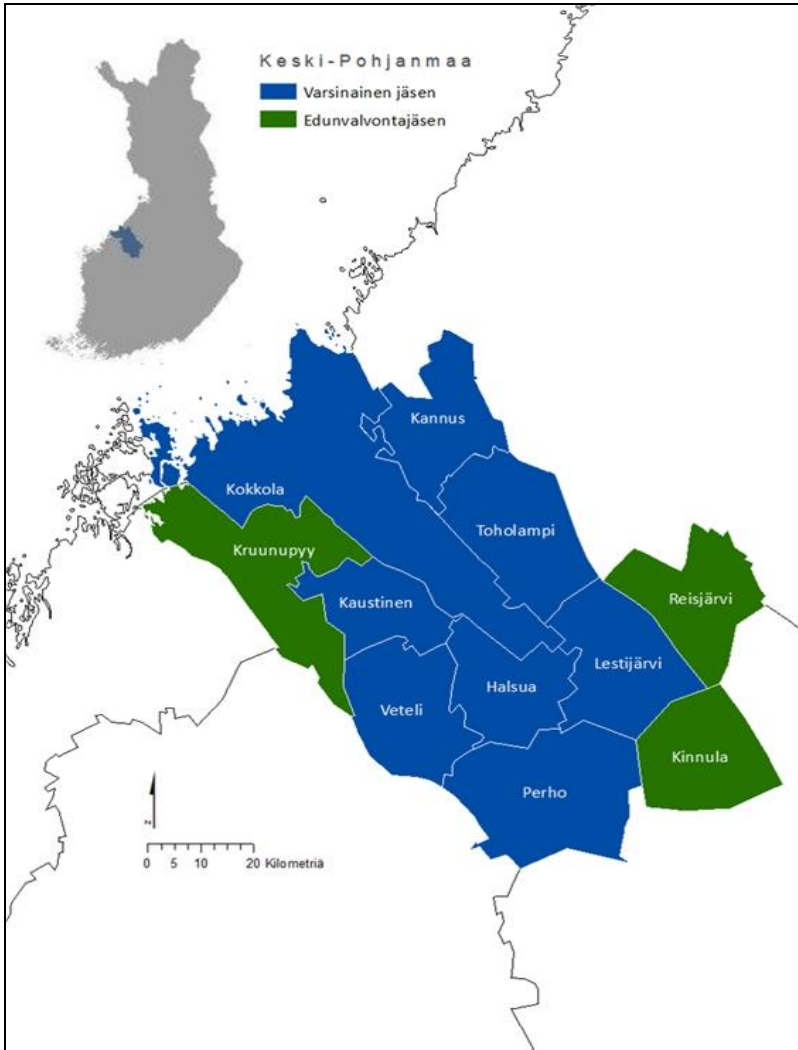 Keski-Pohjanmaa
Varsinainen jäsen
Edunvalvontajäsen
Kannus
Kokkola
Toholampi
Kruunupyy
Kaustinen
Reisjärvi
Lestijärvi
Halsua
Veteli
Kinnula
Perho
N
0 5 10 20 Kilometriä